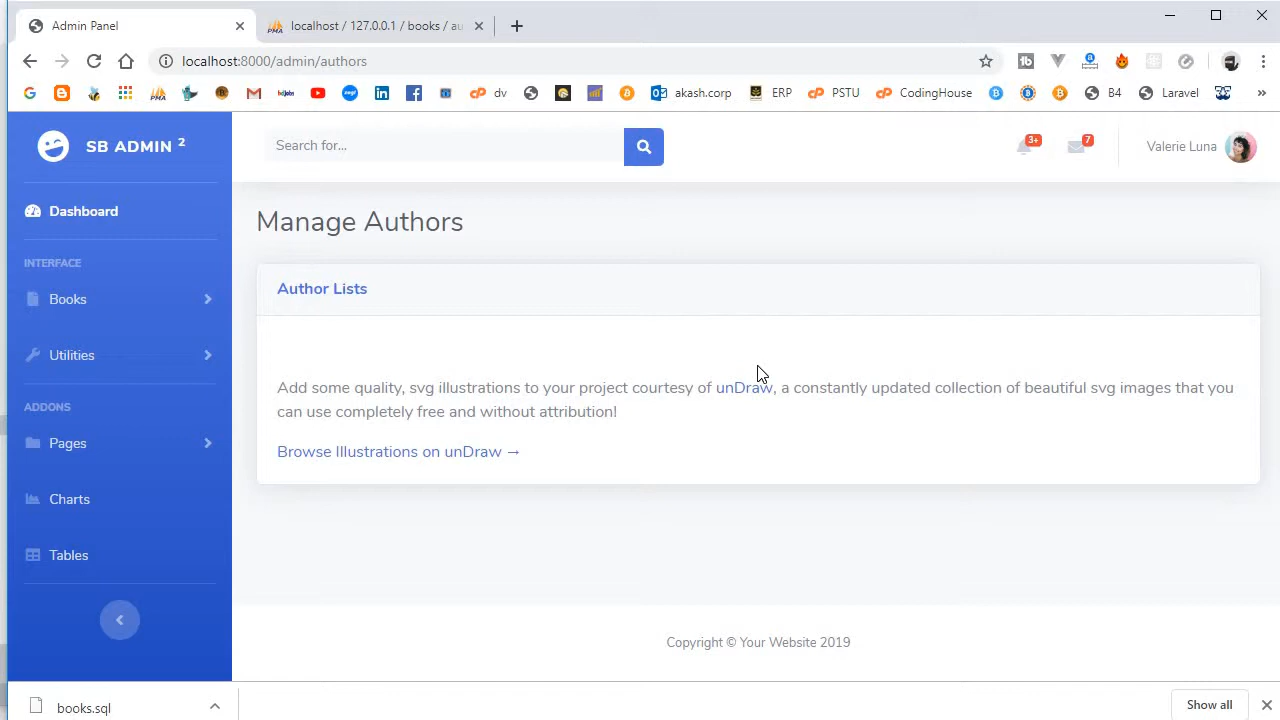 Admin Panel
localhost / 127.0.0.1 / books / au
localhost:8000/admin/authors
dv
akash.corp
ERP
PSTU
CodingHouse
B4
Laravel
»
SB ADMIN 2
Search for...
3+
7
Valerie Luna
Dashboard
Manage Authors
INTERFACE
Books
Author Lists
Utilities
Add some quality, svg illustrations to your project courtesy of unDraw, a constantly updated collection of beautiful svg images that you
can use completely free and without attribution!
ADDONS
Pages
Browse Illustrations on unDraw →
Charts
Tables
Copyright © Your Website 2019
books.sql
Show all